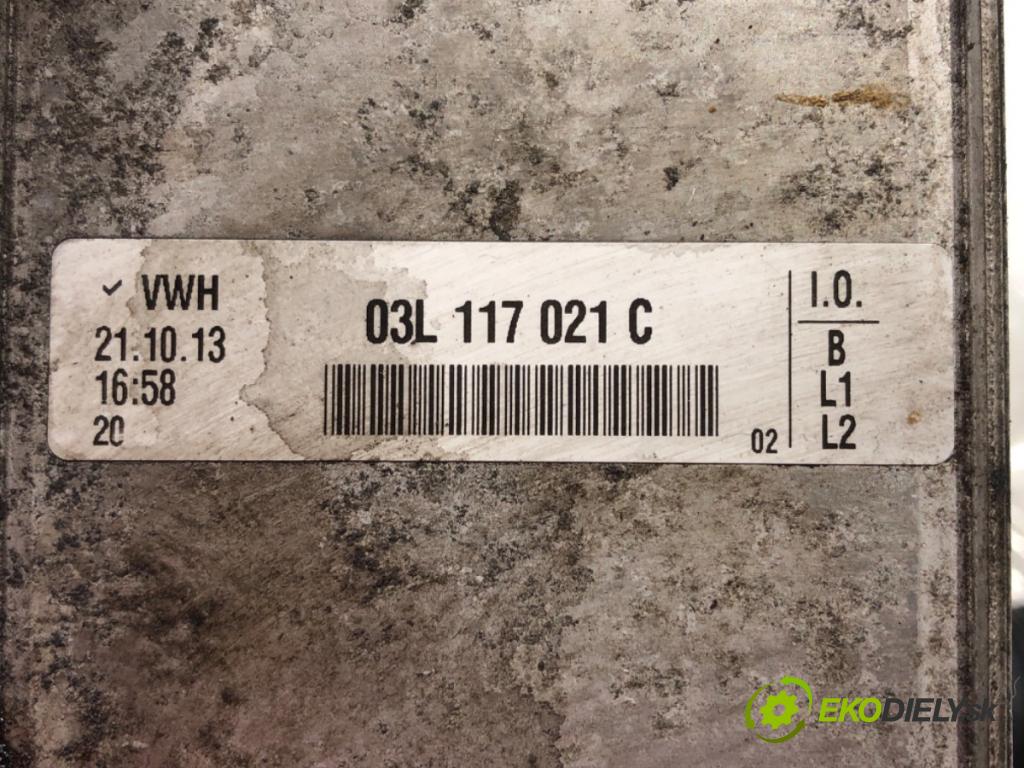 ✓ VWH
21.10.13
16:58
20
03L 117 021 C
02
I.O.
B
L1
L2
EKODIELY.sk